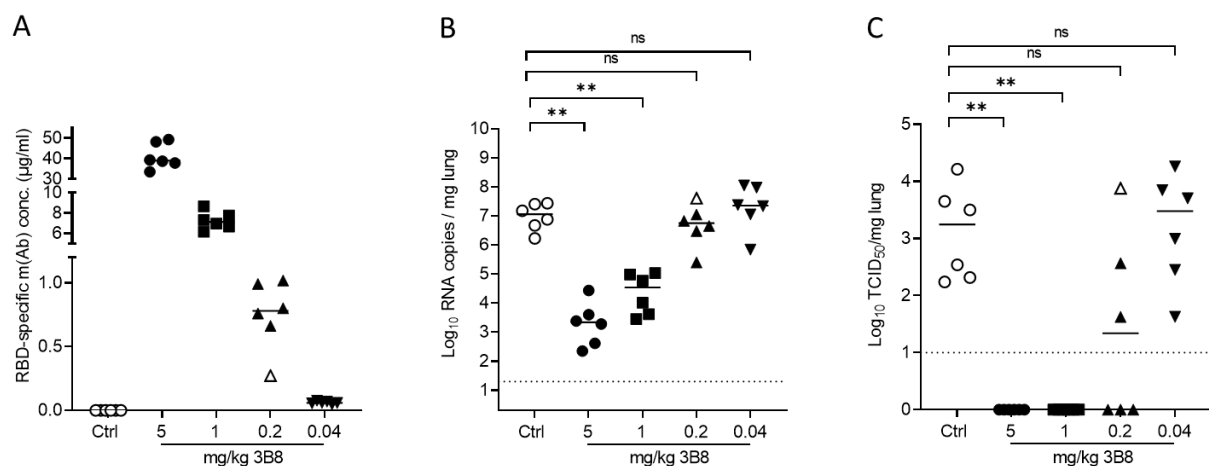 A
RBD-specific m(Ab) conc. (µg/ml)
50
40
30
8
6
1.0
0.5
0.0
Ctrl 5 1 0.2 0.04
mg/kg 3B8
B
ns
ns
**
**
Log10 RNA copies / mg lung
10
9
8
7
6
5
4
3
2
1
Ctrl 5 1 0.2 0.04
mg/kg 3B8
C
ns
ns
**
**
Log10 TCID50/mg lung
5
4
3
2
1
0
Ctrl 5 1 0.2 0.04
mg/kg 3B8